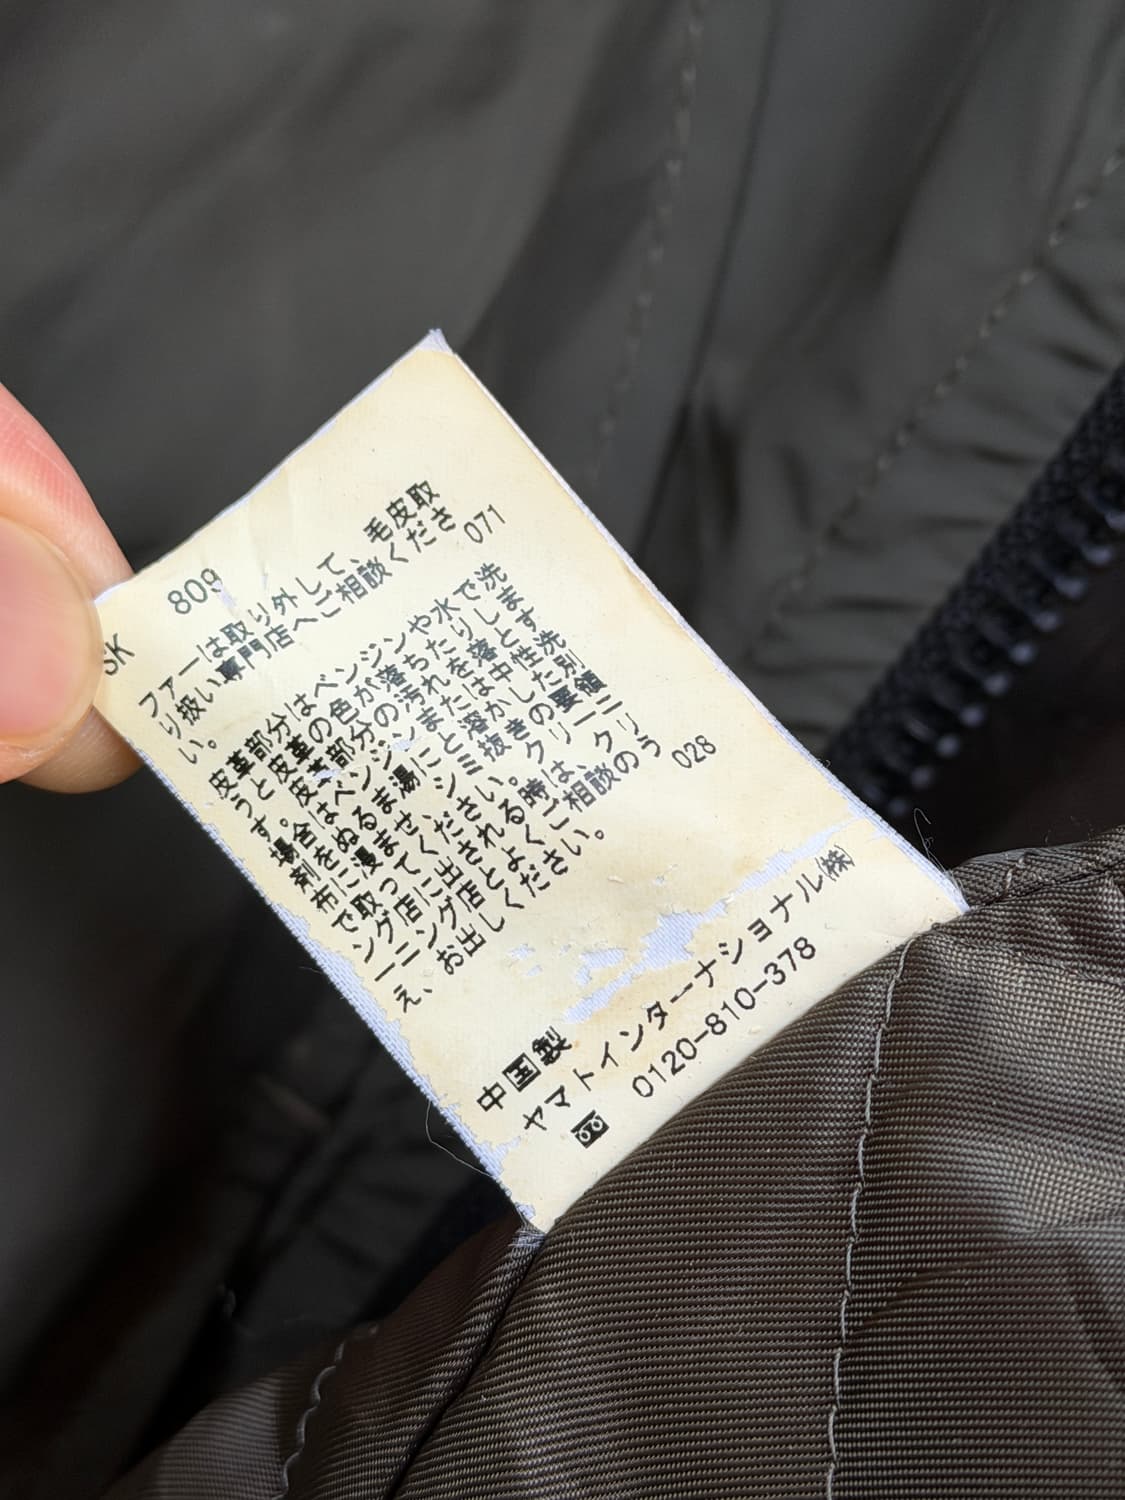 SK 809
ファーは取り外して、毛皮取
り扱い専門店へご相談くださ
い。 071
皮革部分はベンジンや水で洗
うと皮革の色が落ちたりしま
す。皮革部分の汚れを落とす
場合はベンジンまたは中性洗
剤をぬるま湯にと溶かした別
布に浸ませ、シミ抜きの要領
で取ってください。クリーニ
ング店に出される時は、クリ
ーニング店とよくご相談のう
え、お出しください。 028
中国製
ヤマトインターナショナル㈱
0120-810-378